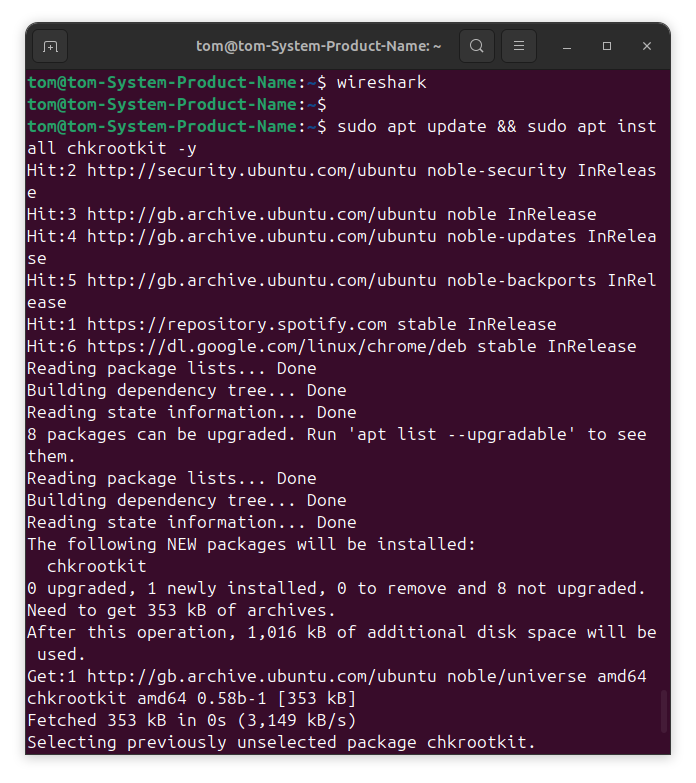 tom@tom-System-Product-Name: ~
tom@tom-System-Product-Name:~$ wireshark
tom@tom-System-Product-Name:~$
tom@tom-System-Product-Name:~$ sudo apt update && sudo apt inst
all chkrootkit -y
Hit:2 http://security.ubuntu.com/ubuntu noble-security InReleas
e
Hit:3 http://gb.archive.ubuntu.com/ubuntu noble InRelease
Hit:4 http://gb.archive.ubuntu.com/ubuntu noble-updates InRelea
se
Hit:5 http://gb.archive.ubuntu.com/ubuntu noble-backports InRel
ease
Hit:1 https://repository.spotify.com stable InRelease
Hit:6 https://dl.google.com/linux/chrome/deb stable InRelease
Reading package lists... Done
Building dependency tree... Done
Reading state information... Done
8 packages can be upgraded. Run 'apt list --upgradable' to see
them.
Reading package lists... Done
Building dependency tree... Done
Reading state information... Done
The following NEW packages will be installed:
  chkrootkit
0 upgraded, 1 newly installed, 0 to remove and 8 not upgraded.
Need to get 353 kB of archives.
After this operation, 1,016 kB of additional disk space will be
 used.
Get:1 http://gb.archive.ubuntu.com/ubuntu noble/universe amd64
chkrootkit amd64 0.58b-1 [353 kB]
Fetched 353 kB in 0s (3,149 kB/s)
Selecting previously unselected package chkrootkit.